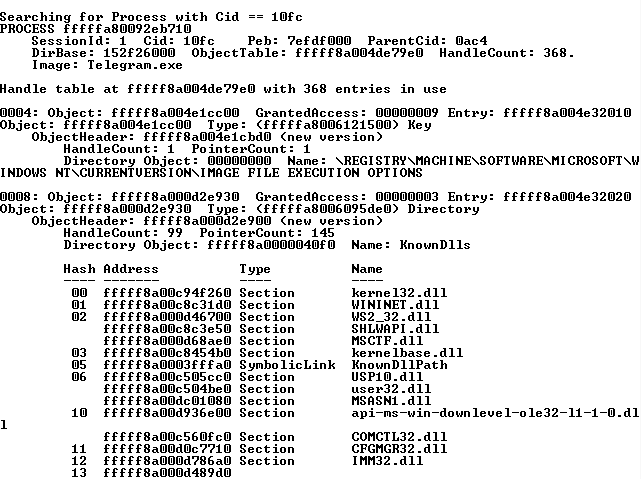 Searching for Process with Cid == 10fc
PROCESS fffffa80092eb710
SessionId: 1  Cid: 10fc    Peb: 7efdf000  ParentCid: 0ac4
DirBase: 152f26000  ObjectTable: fffff8a004de79e0  HandleCount: 368.
Image: Telegram.exe
Handle table at fffff8a004de79e0 with 368 entries in use
0004: Object: fffff8a004e1cc00  GrantedAccess: 00000009 Entry: fffff8a004e32010
Object: fffff8a004e1cc00  Type: (fffffa8006121500) Key
ObjectHeader: fffff8a004e1cbd0 (new version)
HandleCount: 1  PointerCount: 1
Directory Object: 00000000  Name: \REGISTRY\MACHINE\SOFTWARE\MICROSOFT\W
INDOWS NT\CURRENTVERSION\IMAGE FILE EXECUTION OPTIONS
0008: Object: fffff8a000d2e930  GrantedAccess: 00000003 Entry: fffff8a004e32020
Object: fffff8a000d2e930  Type: (fffffa8006095de0) Directory
ObjectHeader: fffff8a000d2e900 (new version)
HandleCount: 99  PointerCount: 145
Directory Object: fffff8a0000040f0  Name: KnownDlls
Hash Address          Type          Name
---- -------          ----          ----
00  fffff8a00c94f260 Section       kernel32.dll
01  fffff8a00c8c31d0 Section       WININET.dll
02  fffff8a000d46700 Section       WS2_32.dll
fffff8a00c8c3e50 Section       SHLWAPI.dll
fffff8a000d68ae0 Section       MSCTF.dll
03  fffff8a00c8454b0 Section       kernelbase.dll
05  fffff8a0003fffa0 SymbolicLink  KnownDllPath
06  fffff8a00c505cc0 Section       USP10.dll
fffff8a00c504be0 Section       user32.dll
fffff8a00dc01080 Section       MSASN1.dll
10  fffff8a00d936e00 Section       api-ms-win-downlevel-ole32-l1-1-0.dl
l
fffff8a00c560fc0 Section       COMCTL32.dll
11  fffff8a00d0c7710 Section       CFGMGR32.dll
12  fffff8a000d786a0 Section       IMM32.dll
13  fffff8a000d489d0